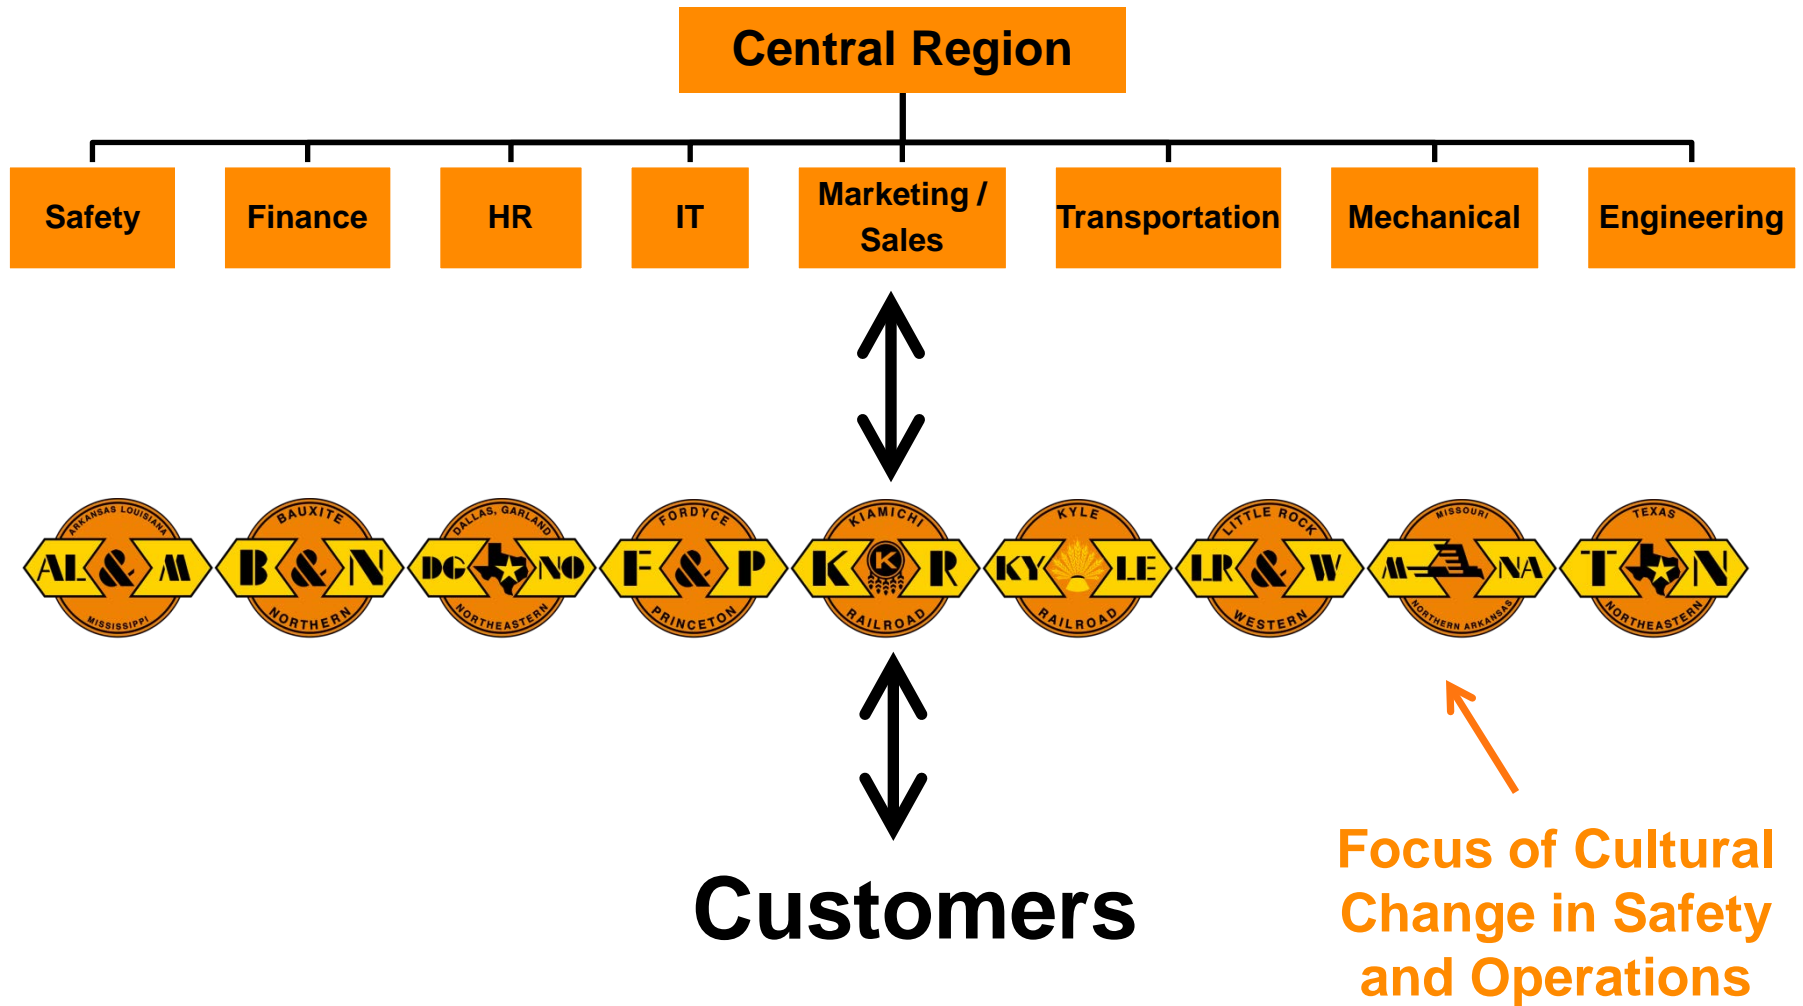 Central Region
Safety
Finance
HR
IT
Marketing /
Sales
Transportation
Mechanical
Engineering
ARKANSAS LOUISIANA
AL & M
MISSISSIPPI
BAUXITE
B & N
NORTHERN
DALLAS, GARLAND
DG NO
NORTHEASTERN
FORDYCE
F & P
PRINCETON
KIAMICHI
K K R
RAILROAD
KYLE
KY LE
RAILROAD
LITTLE ROCK
LR & W
WESTERN
MISSOURI
M NA
NORTHERN ARKANSAS
TEXAS
T N
NORTHEASTERN
Customers
Focus of Cultural
Change in Safety
and Operations